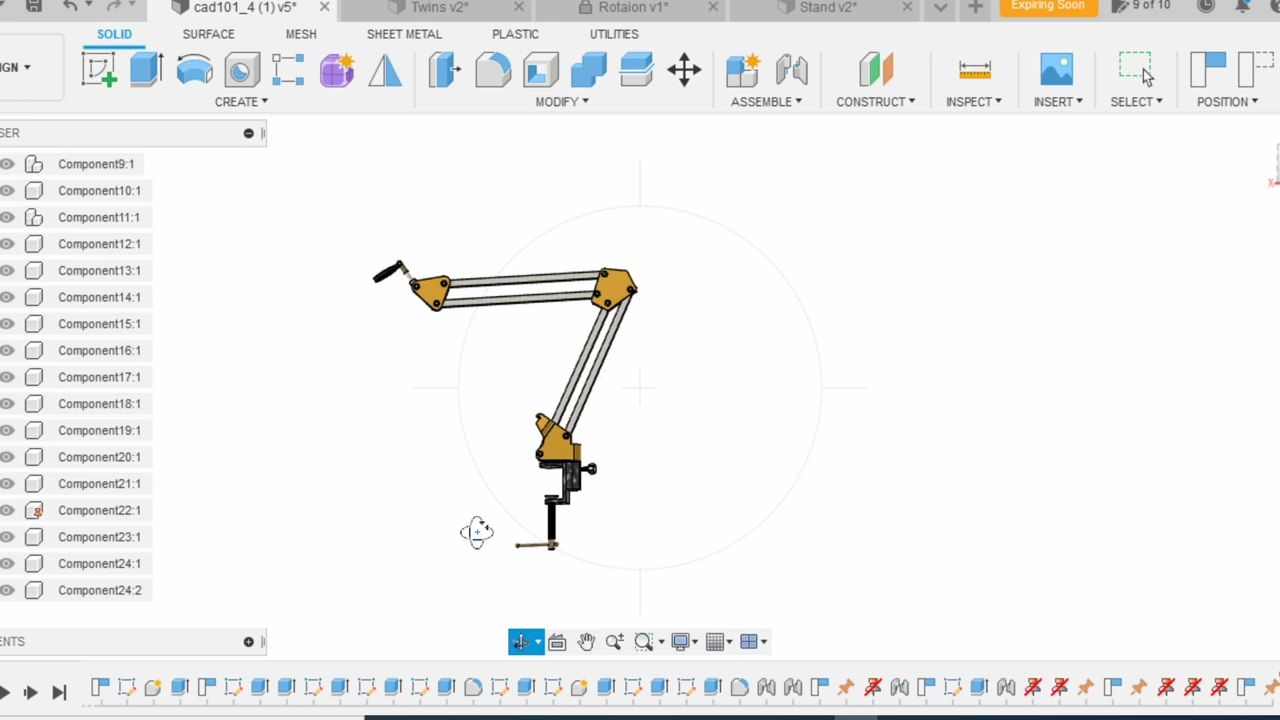 cad101_4 (1) v5*
Twins v2*
Rotaion v1*
Stand v2*
Expiring Soon
9 of 10
SOLID
SURFACE
MESH
SHEET METAL
PLASTIC
UTILITIES
IGN
CREATE
MODIFY
ASSEMBLE
CONSTRUCT
INSPECT
INSERT
SELECT
POSITION
SER
Component9:1
Component10:1
Component11:1
Component12:1
Component13:1
Component14:1
Component15:1
Component16:1
Component17:1
Component18:1
Component19:1
Component20:1
Component21:1
Component22:1
Component23:1
Component24:1
Component24:2
X
ENTS